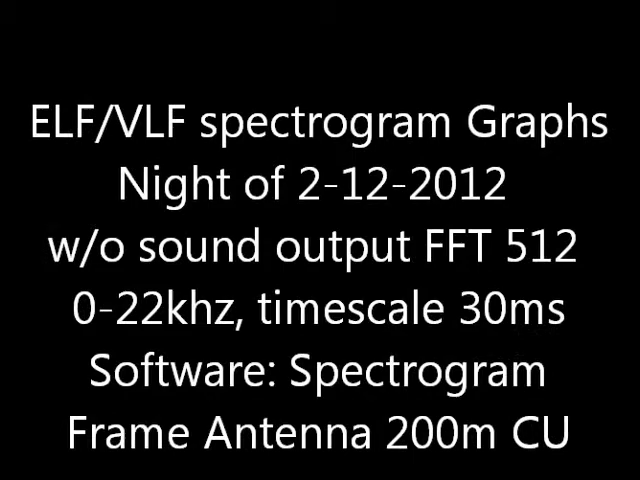 ELF/VLF spectrogram Graphs
Night of 2-12-2012
w/o sound output FFT 512
0-22khz, timescale 30ms
Software: Spectrogram
Frame Antenna 200m CU